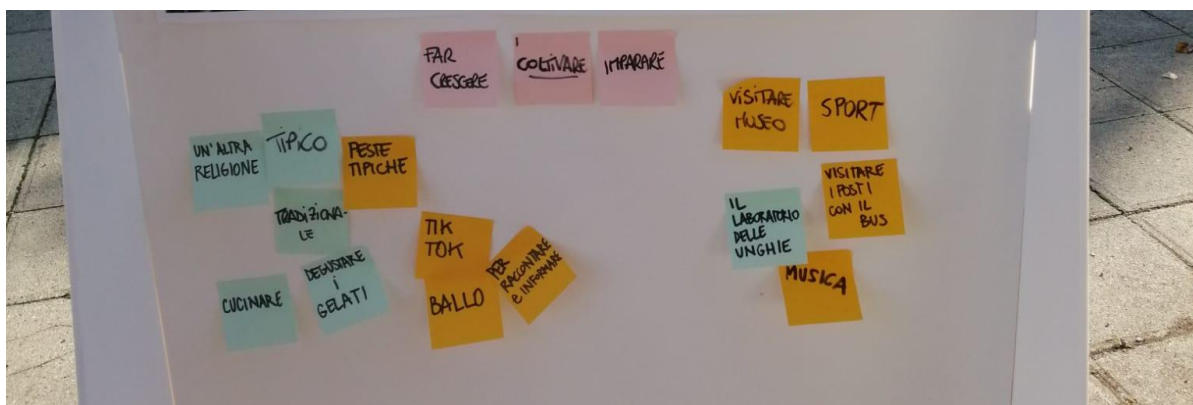 FAR
CRESCERE
COLTIVARE
IMPARARE
UN'ALTRA
RELIGIONE
TIPICO
FESTE
TIPICHE
TRADIZIONA-
LE
CUCINARE
DEGUSTARE
i
GELATI
TIK
TOK
BALLO
PER
RACCONTARE
e INFORMARE
VISITARE
MUSEO
SPORT
VISITARE
I POSTI
CON IL
BUS
IL
LABORATORIO
DELLE
UNGHIE
MUSICA